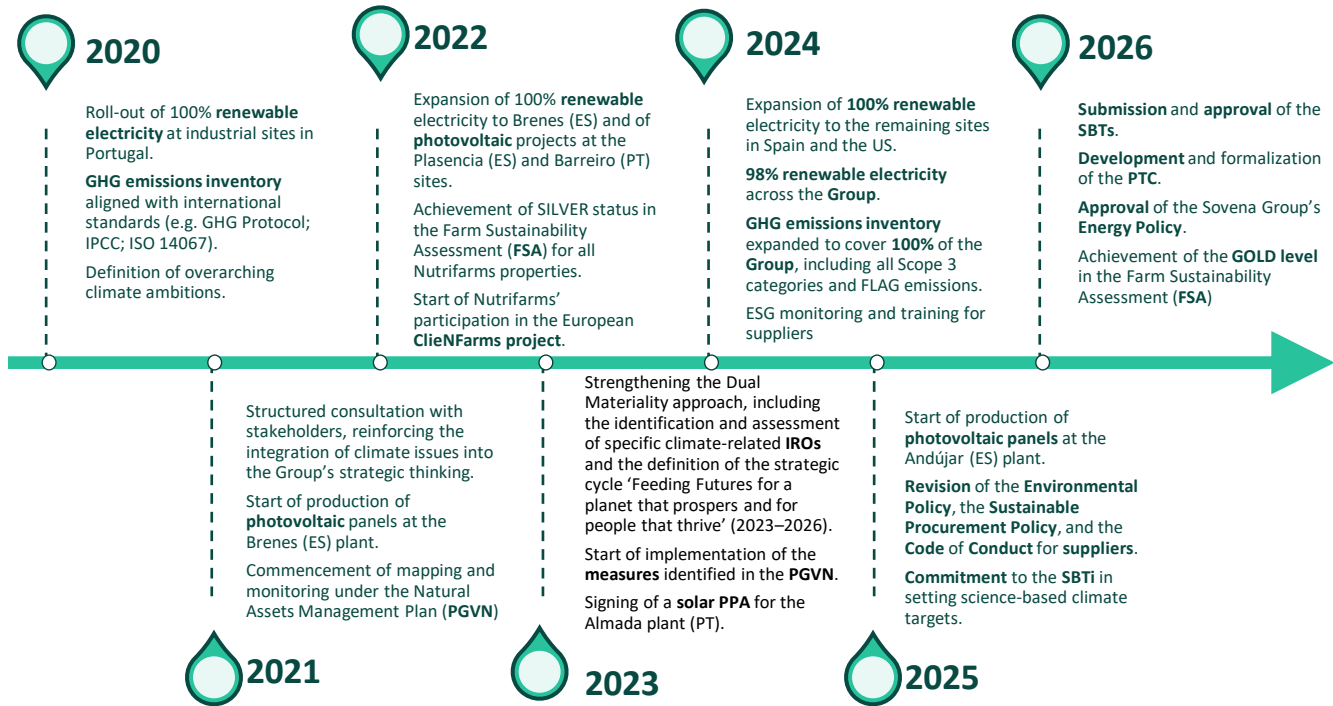 2020
Roll-out of 100% renewable
electricity at industrial sites in
Portugal.
GHG emissions inventory
aligned with international
standards (e.g. GHG Protocol;
IPCC; ISO 14067).
Definition of overarching
climate ambitions.
2022
Expansion of 100% renewable
electricity to Brenes (ES) and of
photovoltaic projects at the
Plasencia (ES) and Barreiro (PT)
sites.
Achievement of SILVER status in
the Farm Sustainability
Assessment (FSA) for all
Nutrifarms properties.
Start of Nutrifarms’
participation in the European
ClieNFarms project.
2024
Expansion of 100% renewable
electricity to the remaining sites
in Spain and the US.
98% renewable electricity
across the Group.
GHG emissions inventory
expanded to cover 100% of the
Group, including all Scope 3
categories and FLAG emissions.
ESG monitoring and training for
suppliers
2026
Submission and approval of the
SBTs.
Development and formalization
of the PTC.
Approval of the Sovena Group’s
Energy Policy.
Achievement of the GOLD level
in the Farm Sustainability
Assessment (FSA)
Structured consultation with
stakeholders, reinforcing the
integration of climate issues into
the Group’s strategic thinking.
Start of production of
photovoltaic panels at the
Brenes (ES) plant.
Commencement of mapping and
monitoring under the Natural
Assets Management Plan (PGVN)
2021
Strengthening the Dual
Materiality approach, including
the identification and assessment
of specific climate-related IROs
and the definition of the strategic
cycle ‘Feeding Futures for a
planet that prospers and for
people that thrive’ (2023–2026).
Start of implementation of the
measures identified in the PGVN.
Signing of a solar PPA for the
Almada plant (PT).
2023
Start of production of
photovoltaic panels at the
Andújar (ES) plant.
Revision of the Environmental
Policy, the Sustainable
Procurement Policy, and the
Code of Conduct for suppliers.
Commitment to the SBTi in
setting science-based climate
targets.
2025